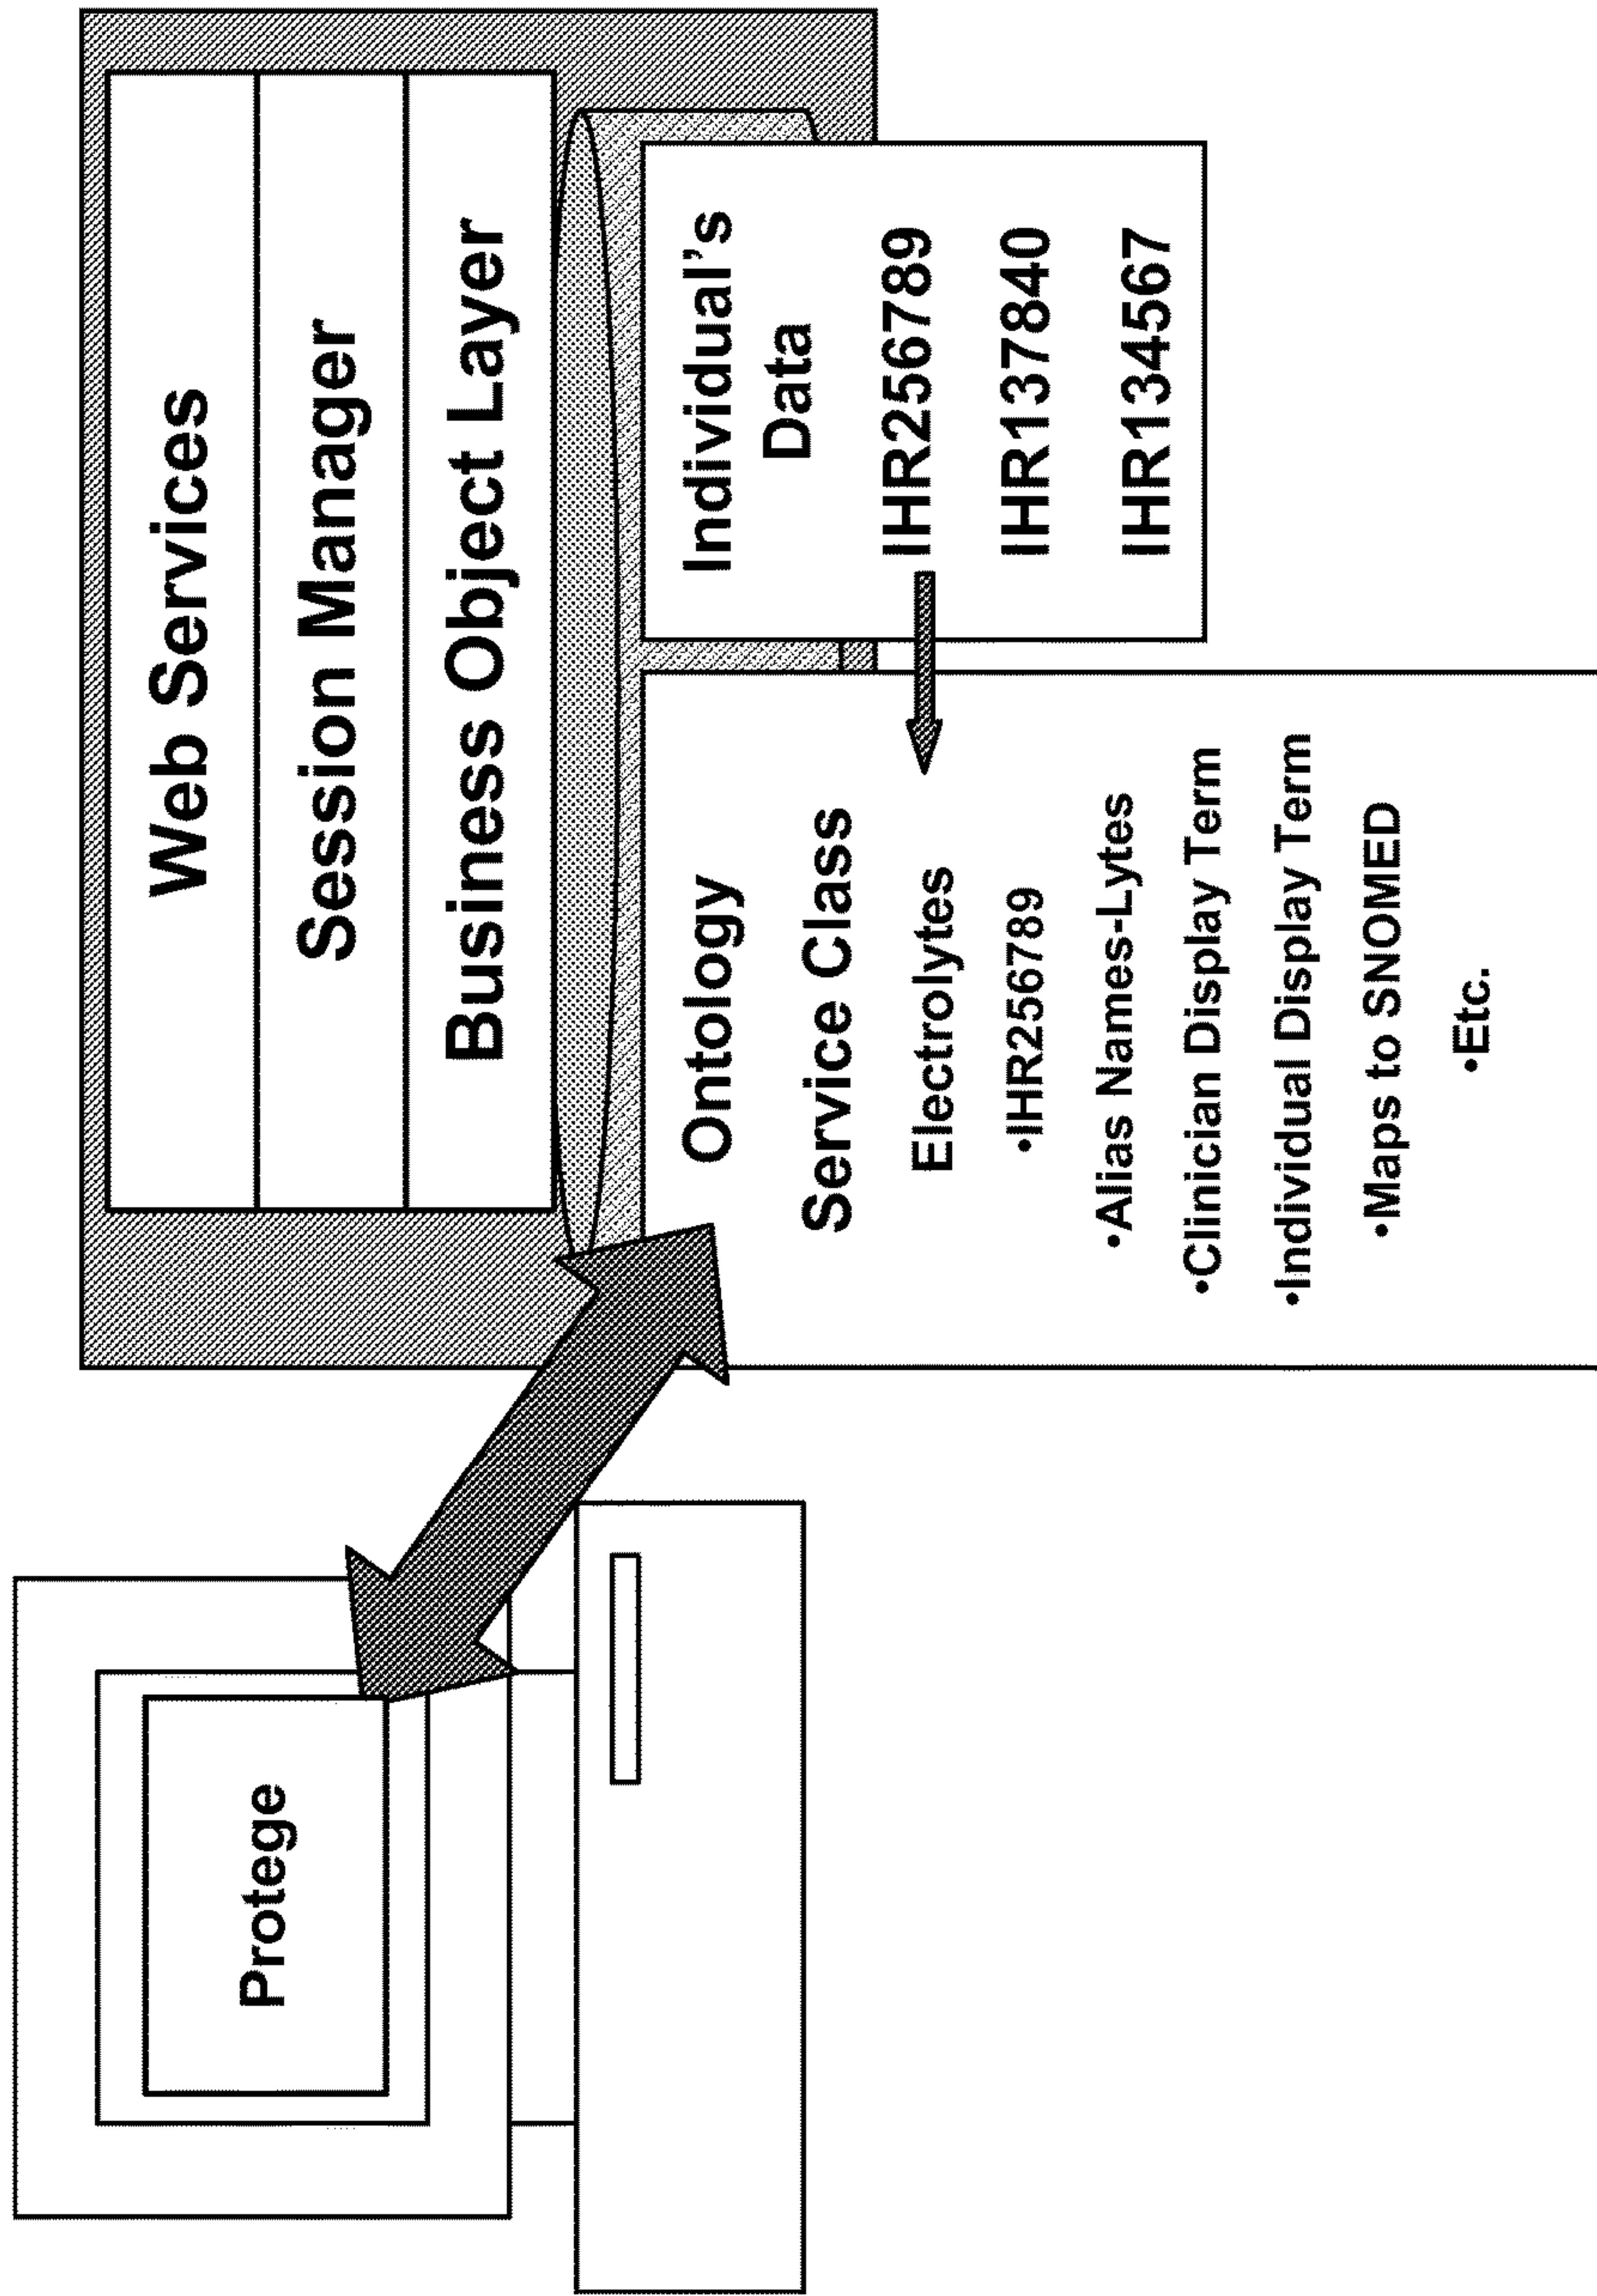 Protege
Web Services
Session Manager
Business Object Layer
Ontology
Service Class
Electrolytes
•IHR256789
•Alias Names-Lytes
•Clinician Display Term
•Individual Display Term
•Maps to SNOMED
•Etc.
Individual's
Data
IHR256789
IHR137840
IHR134567